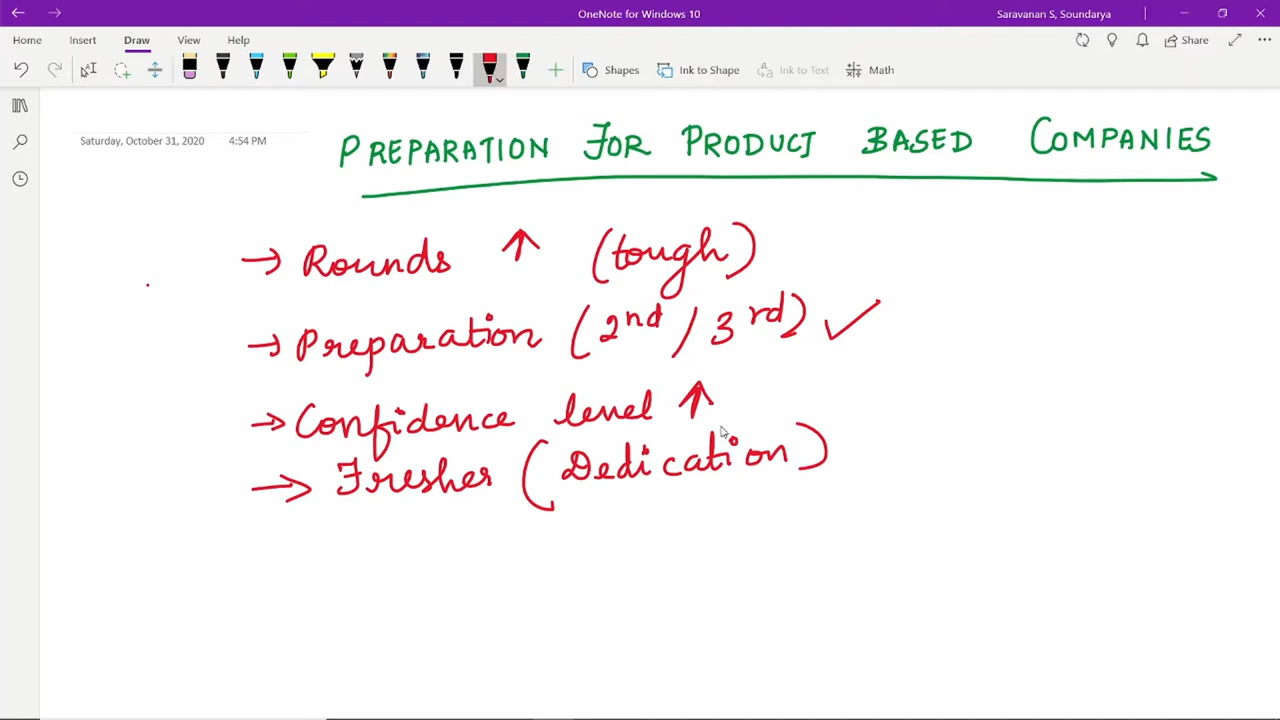 OneNote for Windows 10
Saravanan S, Soundarya
Home Insert Draw View Help
Share
Shapes Ink to Shape Ink to Text Math
Saturday, October 31, 2020 4:54 PM
PREPARATION FOR PRODUCT BASED COMPANIES
→ Rounds ↑ (tough)
→ Preparation (2nd / 3rd) ✓
→ Confidence level ↑
→ Fresher (Dedication)